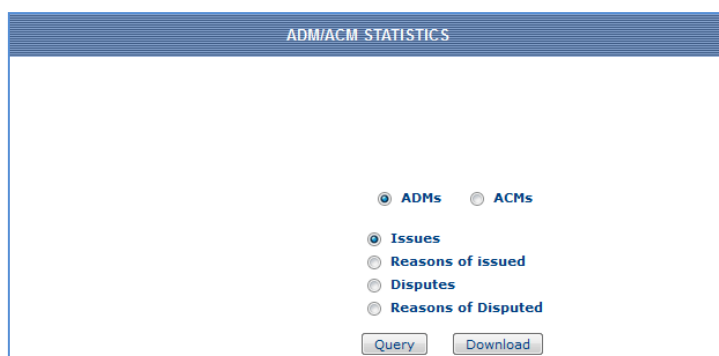 ADM/ACM STATISTICS
ADMs ACMs
Issues
Reasons of issued
Disputes
Reasons of Disputed
Query Download